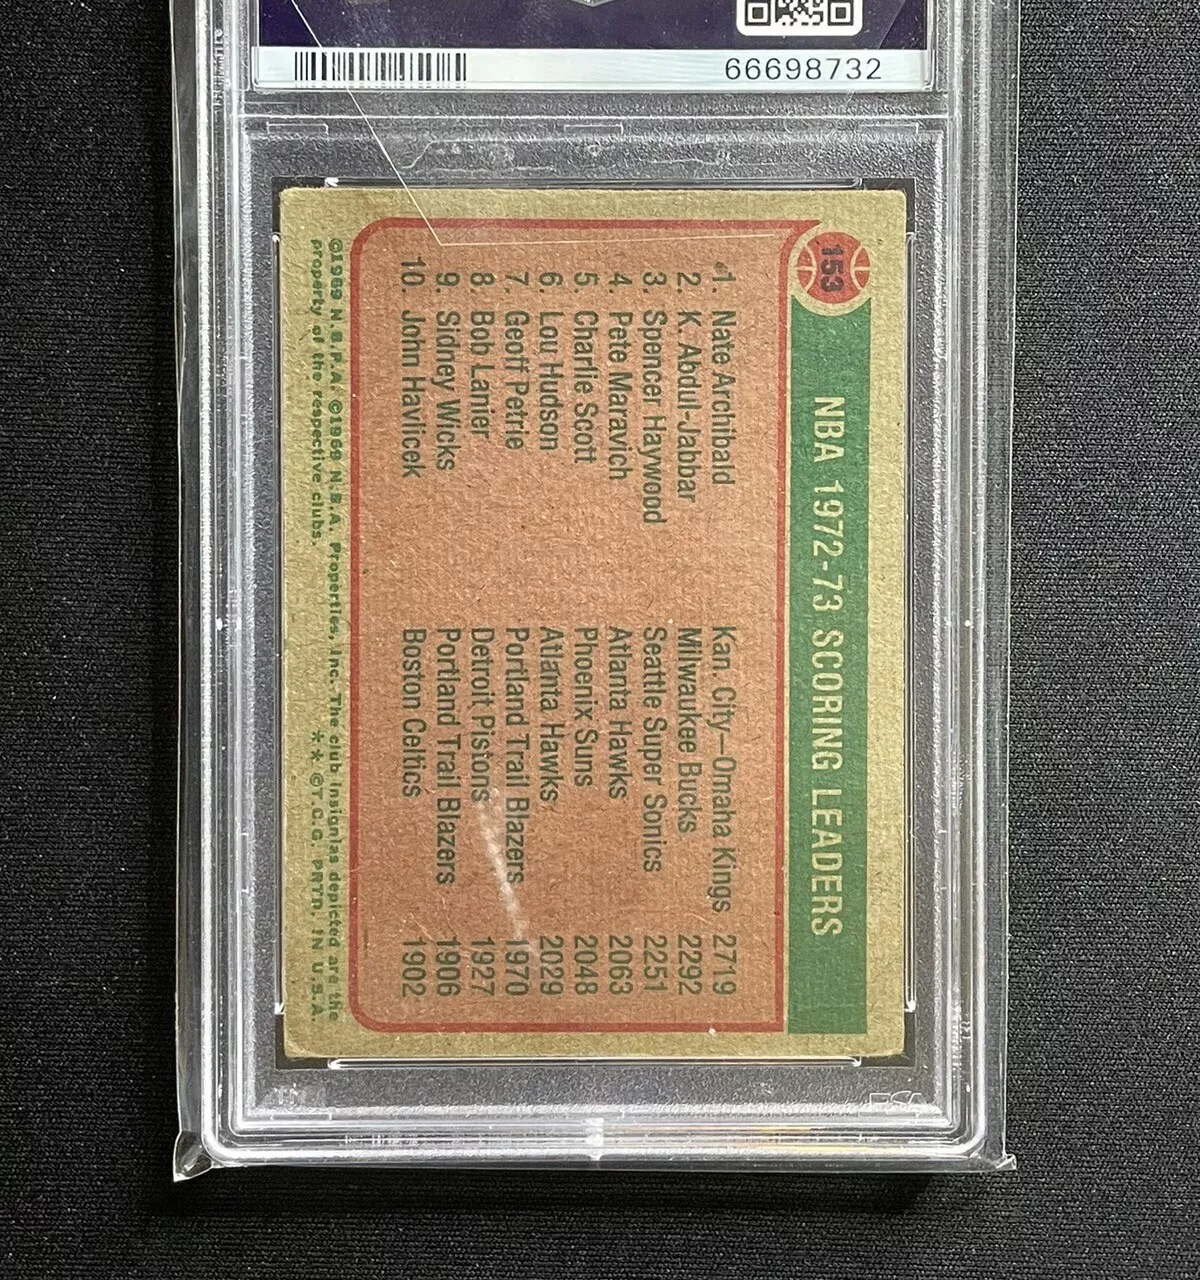 66698732
153
NBA 1972-73 SCORING LEADERS
1. Nate Archibald Kan. City—Omaha Kings 2719
2. K. Abdul-Jabbar Milwaukee Bucks 2292
3. Spencer Haywood Seattle Super Sonics 2251
4. Pete Maravich Atlanta Hawks 2063
5. Charlie Scott Phoenix Suns 2048
6. Lou Hudson Atlanta Hawks 2029
7. Geoff Petrie Portland Trail Blazers 1970
8. Bob Lanier Detroit Pistons 1927
9. Sidney Wicks Portland Trail Blazers 1906
10. John Havlicek Boston Celtics 1902
©1969 N.B.P.A. ©1969 N.B.A. Properties, Inc. The club insignias depicted are the
property of the respective clubs. ** ©T.C.G. PRTD. IN U.S.A.
PSA